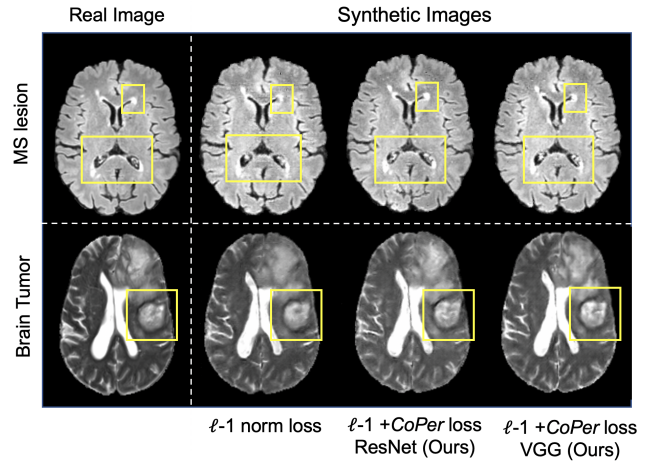 Real Image
Synthetic Images
MS lesion
Brain Tumor
ℓ-1 norm loss
ℓ-1 +CoPer loss
ResNet (Ours)
ℓ-1 +CoPer loss
VGG (Ours)